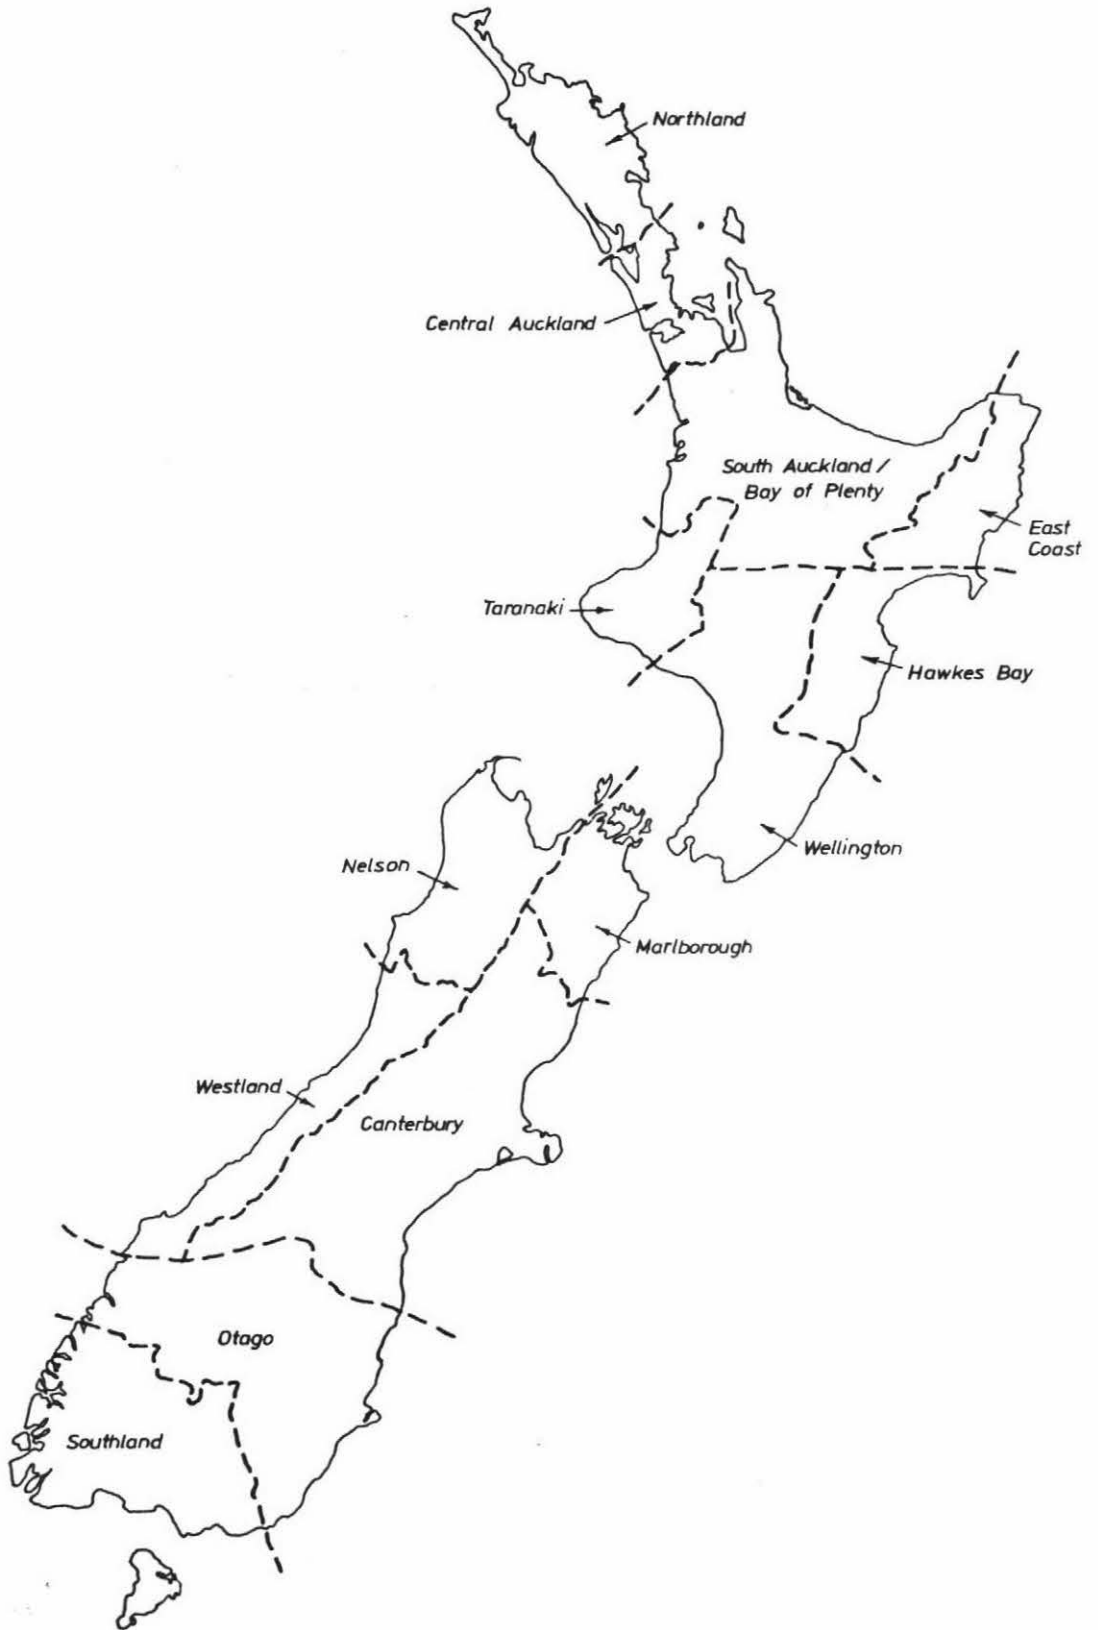 Northland
Central Auckland
South Auckland /
Bay of Plenty
East
Coast
Taranaki
Hawkes Bay
Wellington
Nelson
Marlborough
Westland
Canterbury
Otago
Southland